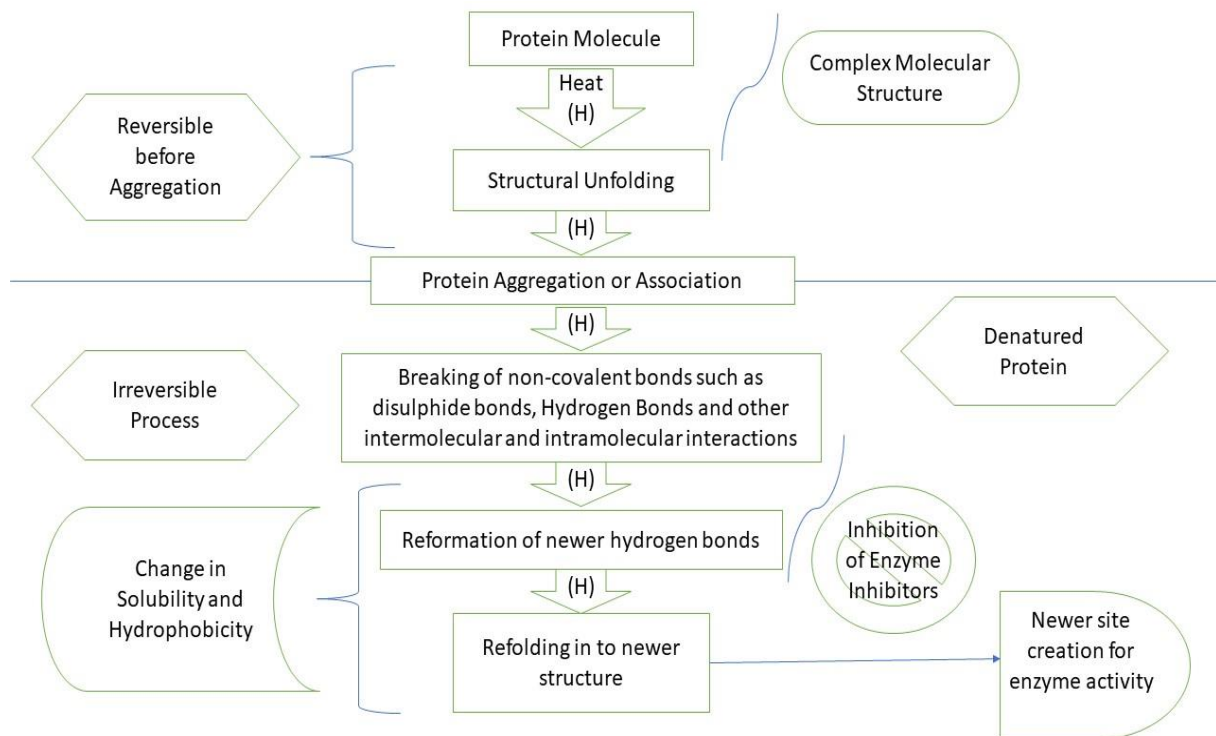 Protein Molecule
Heat
(H)
Complex Molecular
Structure
Reversible
before
Aggregation
Structural Unfolding
(H)
Protein Aggregation or Association
(H)
Denatured
Protein
Irreversible
Process
Breaking of non-covalent bonds such as
disulphide bonds, Hydrogen Bonds and other
intermolecular and intramolecular interactions
(H)
Reformation of newer hydrogen bonds
Inhibition
of Enzyme
Inhibitors
Change in
Solubility and
Hydrophobicity
(H)
Refolding in to newer
structure
Newer site
creation for
enzyme activity